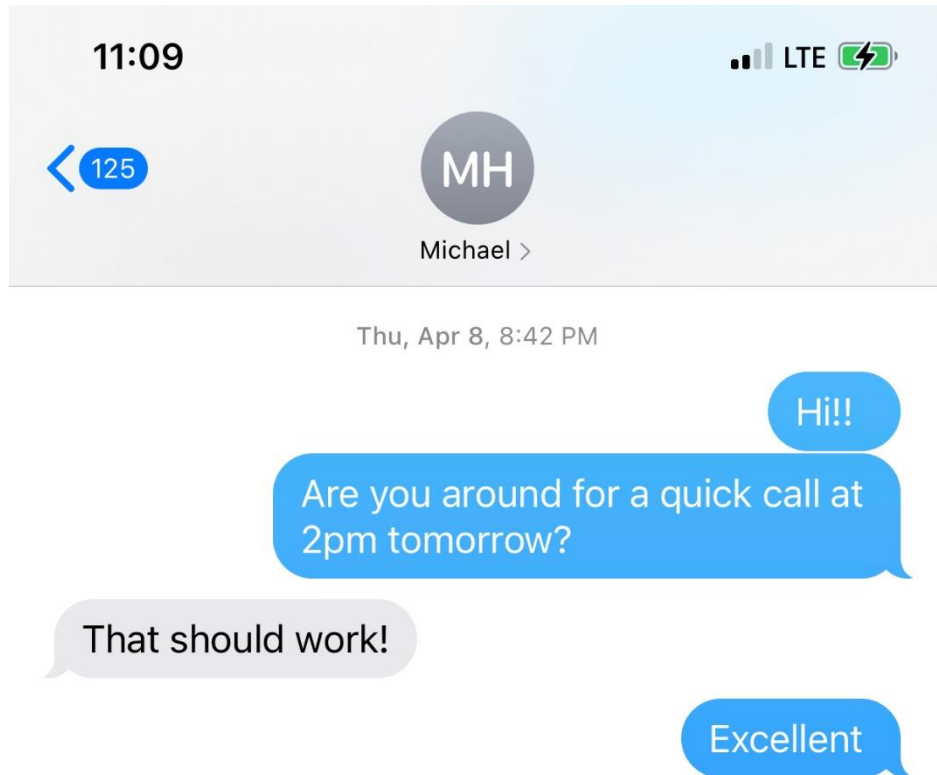 11:09
LTE
125
MH
Michael
Thu, Apr 8, 8:42 PM
Hi!!
Are you around for a quick call at
2pm tomorrow?
That should work!
Excellent